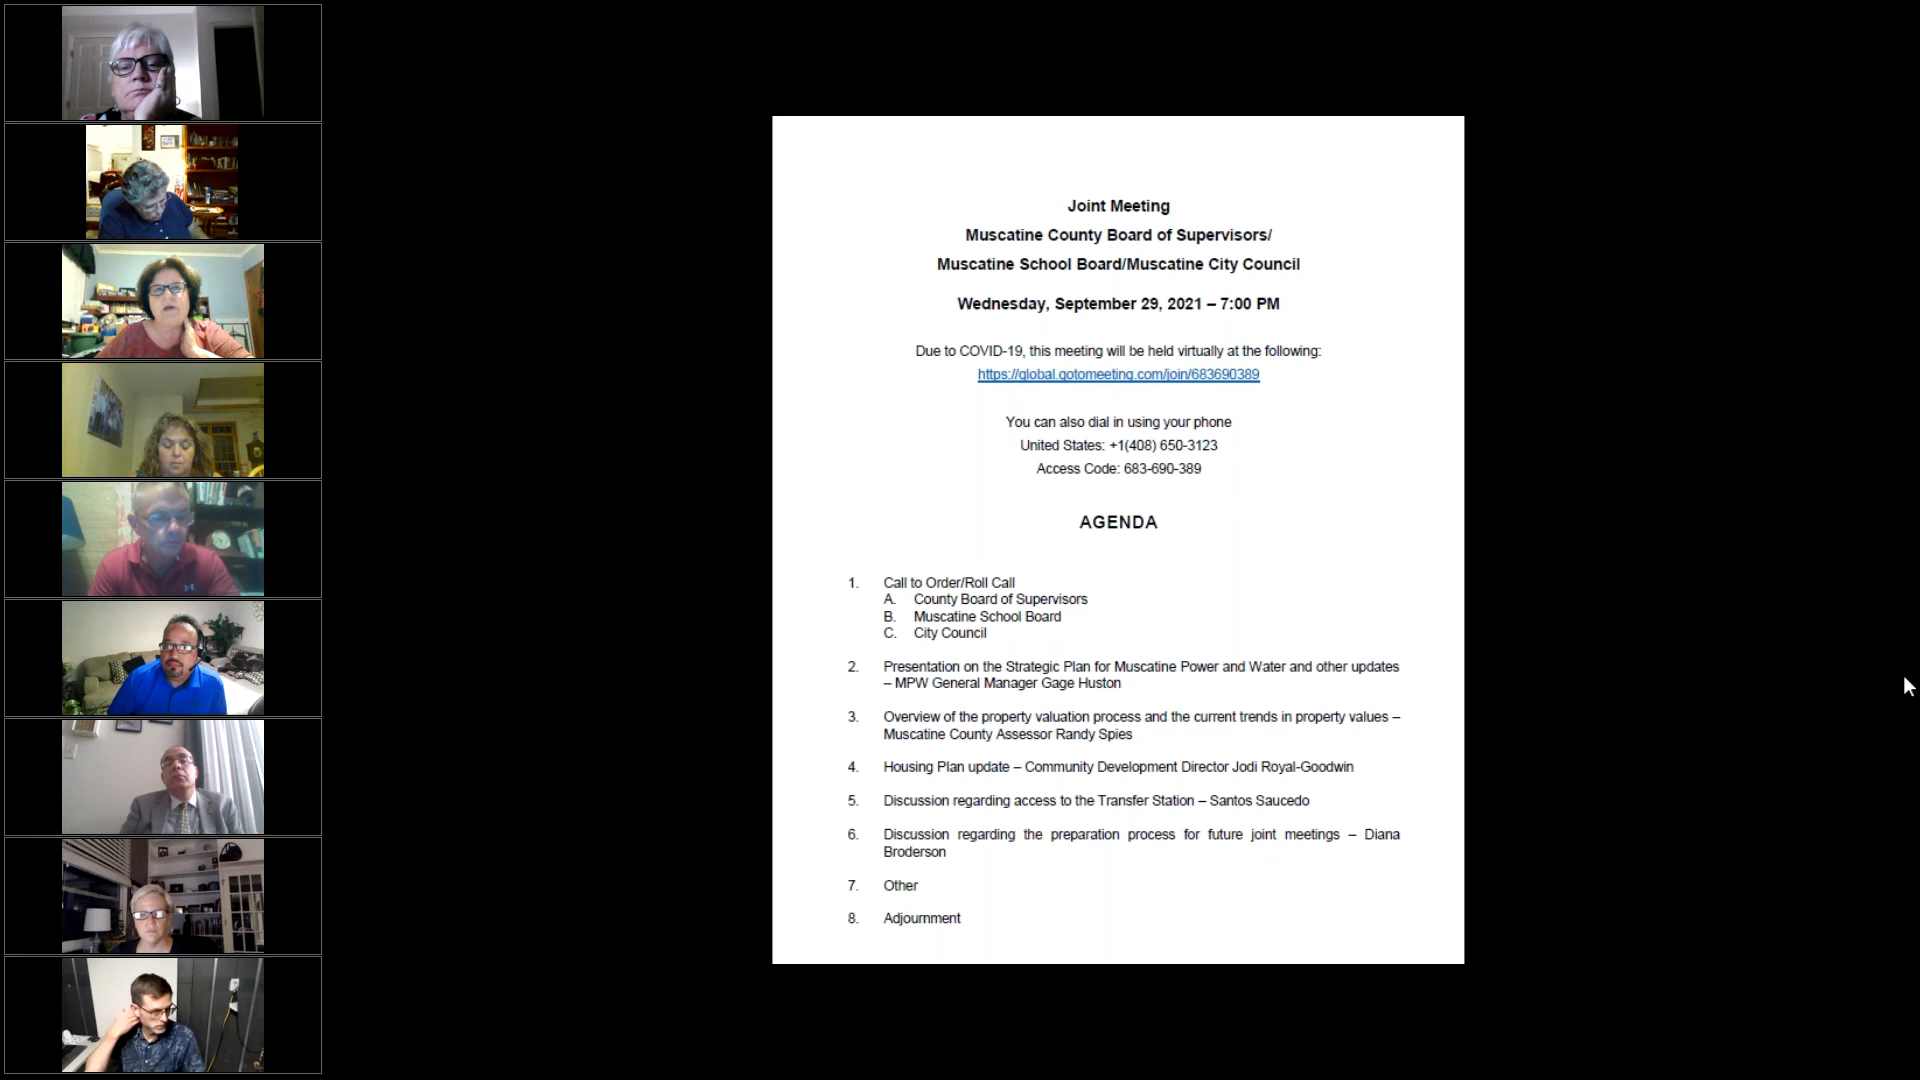 Joint Meeting
Muscatine County Board of Supervisors/
Muscatine School Board/Muscatine City Council
Wednesday, September 29, 2021 – 7:00 PM
Due to COVID-19, this meeting will be held virtually at the following:
https://global.gotomeeting.com/join/683690389
You can also dial in using your phone
United States: +1(408) 650-3123
Access Code: 683-690-389
AGENDA
1. Call to Order/Roll Call
A. County Board of Supervisors
B. Muscatine School Board
C. City Council
2. Presentation on the Strategic Plan for Muscatine Power and Water and other updates
– MPW General Manager Gage Huston
3. Overview of the property valuation process and the current trends in property values –
Muscatine County Assessor Randy Spies
4. Housing Plan update – Community Development Director Jodi Royal-Goodwin
5. Discussion regarding access to the Transfer Station – Santos Saucedo
6. Discussion regarding the preparation process for future joint meetings – Diana
Broderson
7. Other
8. Adjournment